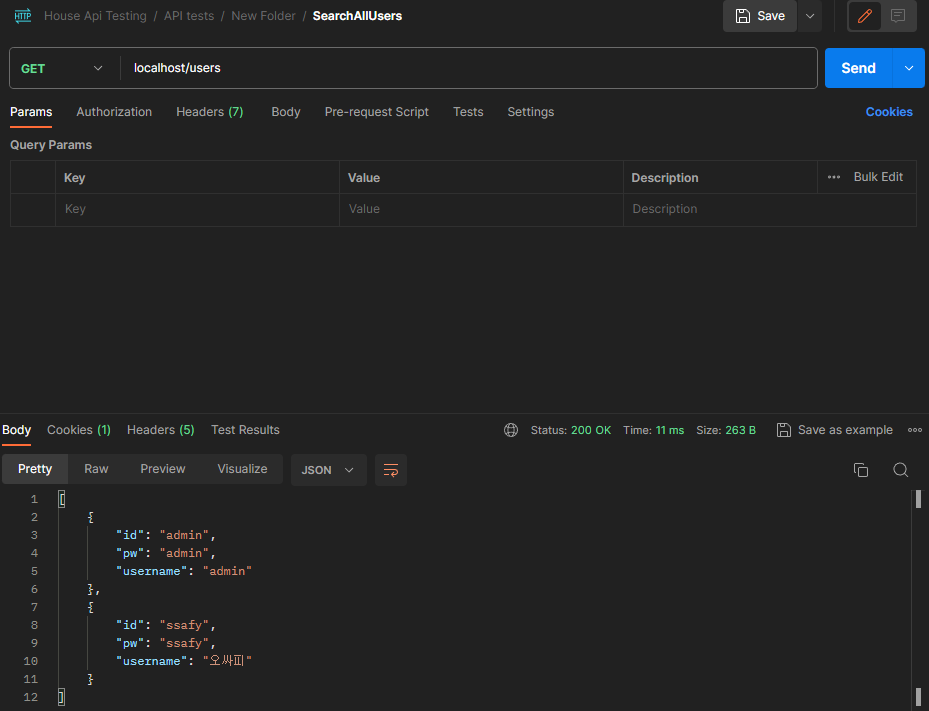 HTTP House Api Testing / API tests / New Folder / SearchAllUsers Save
GET localhost/users Send
Params Authorization Headers (7) Body Pre-request Script Tests Settings Cookies
Query Params
Key Value Description ••• Bulk Edit
Key Value Description
Body Cookies (1) Headers (5) Test Results Status: 200 OK Time: 11 ms Size: 263 B Save as example
Pretty Raw Preview Visualize JSON
1 [
2 {
3 "id": "admin",
4 "pw": "admin",
5 "username": "admin"
6 },
7 {
8 "id": "ssafy",
9 "pw": "ssafy",
10 "username": "오싸피"
11 }
12 ]